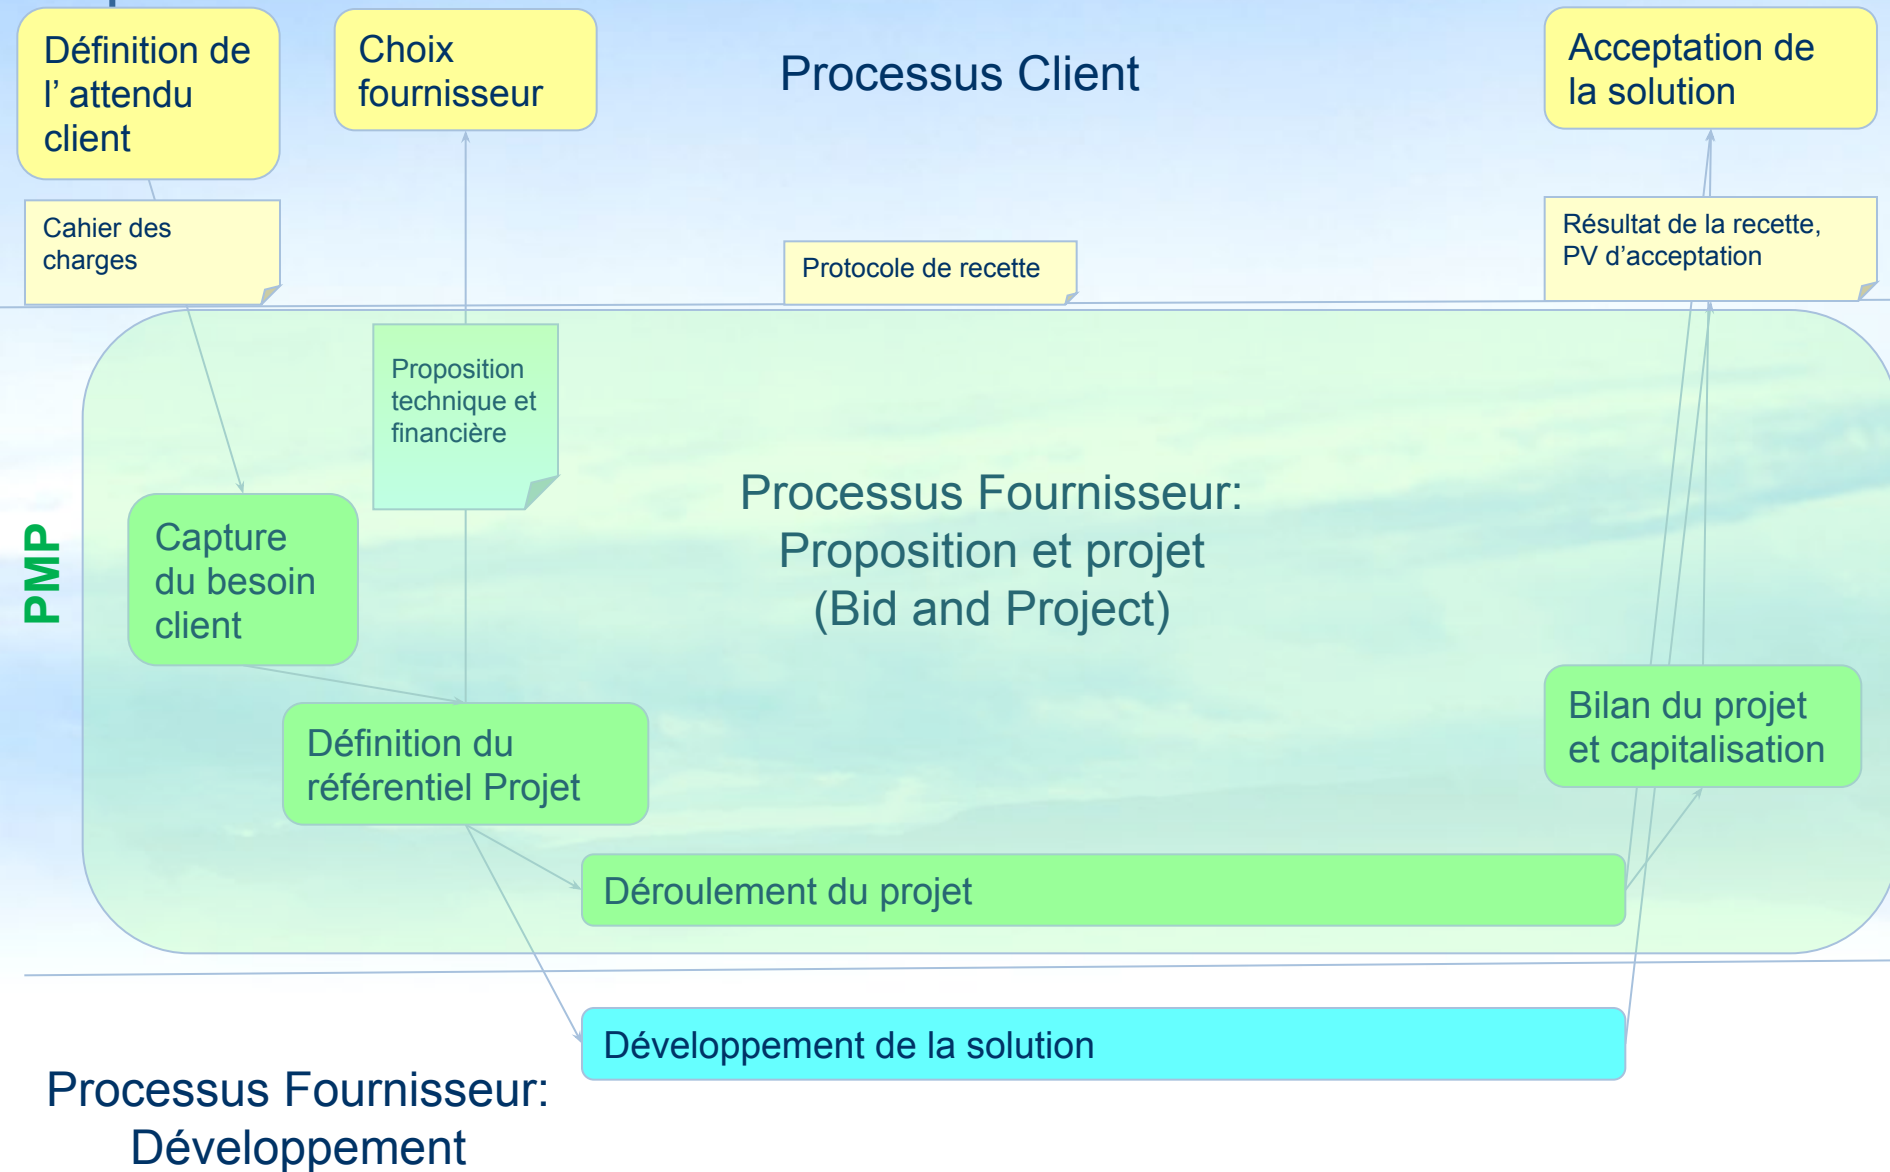 Définition de
l’ attendu
client
Choix
fournisseur
Processus Client
Acceptation de
la solution
Cahier des
charges
Protocole de recette
Résultat de la recette,
PV d’acceptation
Proposition
technique et
financière
Processus Fournisseur:
Proposition et projet
(Bid and Project)
PMP
Capture
du besoin
client
Définition du
référentiel Projet
Bilan du projet
et capitalisation
Déroulement du projet
Développement de la solution
Processus Fournisseur:
Développement